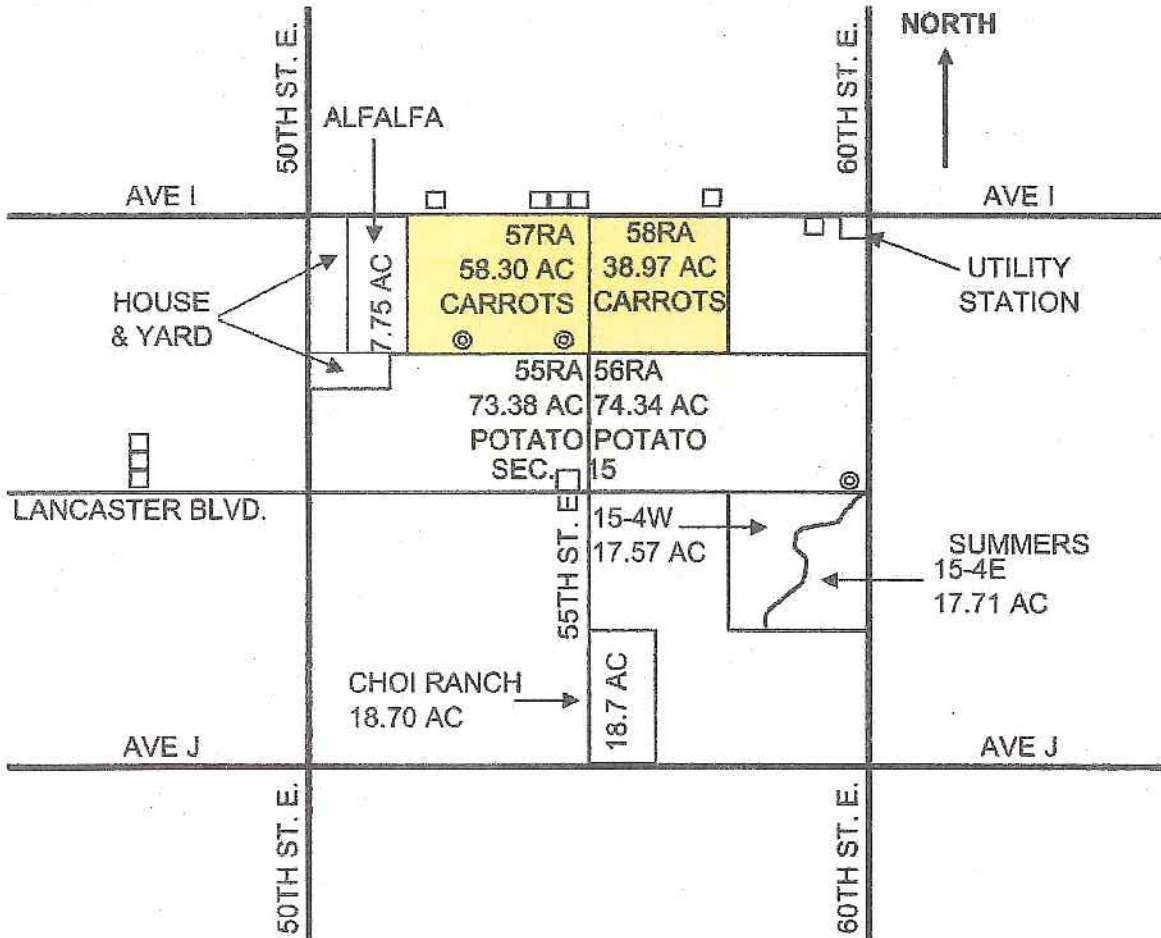 50TH ST. E.
60TH ST. E.
NORTH
ALFALFA
AVE I
AVE I
57RA
58.30 AC
CARROTS
58RA
38.97 AC
CARROTS
7.75 AC
HOUSE
& YARD
UTILITY
STATION
55RA
73.38 AC
POTATO
56RA
74.34 AC
POTATO
SEC. 15
LANCASTER BLVD.
55TH ST. E
15-4W
17.57 AC
SUMMERS
15-4E
17.71 AC
CHOI RANCH
18.70 AC
18.7 AC
AVE J
AVE J
50TH ST. E.
60TH ST. E.